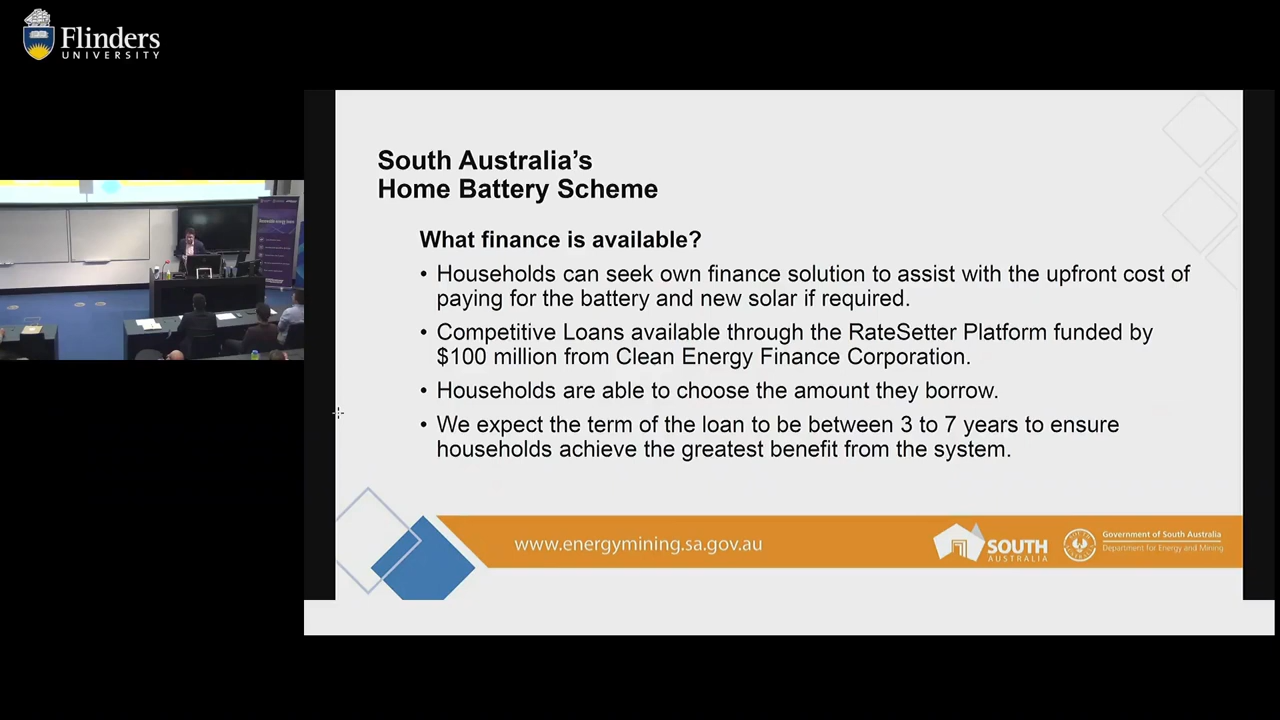 Flinders
UNIVERSITY
South Australia’s
Home Battery Scheme
What finance is available?
• Households can seek own finance solution to assist with the upfront cost of
paying for the battery and new solar if required.
• Competitive Loans available through the RateSetter Platform funded by
$100 million from Clean Energy Finance Corporation.
• Households are able to choose the amount they borrow.
• We expect the term of the loan to be between 3 to 7 years to ensure
households achieve the greatest benefit from the system.
www.energymining.sa.gov.au
SOUTH
AUSTRALIA
Government of South Australia
Department for Energy and Mining